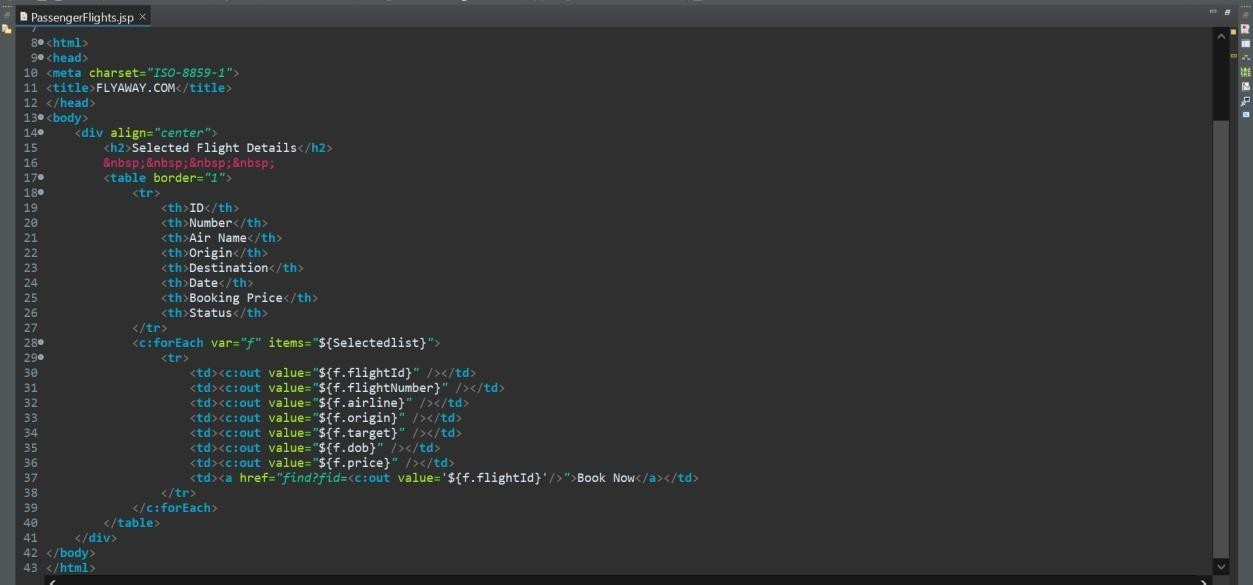 PassengerFlights.jsp
7
8 <html>
9 <head>
10 <meta charset="ISO-8859-1">
11 <title>FLYAWAY.COM</title>
12 </head>
13 <body>
14     <div align="center">
15         <h2>Selected Flight Details</h2>
16         &nbsp;&nbsp;&nbsp;&nbsp;
17         <table border="1">
18             <tr>
19                 <th>ID</th>
20                 <th>Number</th>
21                 <th>Air Name</th>
22                 <th>Origin</th>
23                 <th>Destination</th>
24                 <th>Date</th>
25                 <th>Booking Price</th>
26                 <th>Status</th>
27             </tr>
28             <c:forEach var="f" items="${Selectedlist}">
29                 <tr>
30                     <td><c:out value="${f.flightId}" /></td>
31                     <td><c:out value="${f.flightNumber}" /></td>
32                     <td><c:out value="${f.airline}" /></td>
33                     <td><c:out value="${f.origin}" /></td>
34                     <td><c:out value="${f.target}" /></td>
35                     <td><c:out value="${f.dob}" /></td>
36                     <td><c:out value="${f.price}" /></td>
37                     <td><a href="find?fid=<c:out value='${f.flightId}'/>">Book Now</a></td>
38                 </tr>
39             </c:forEach>
40         </table>
41     </div>
42 </body>
43 </html>